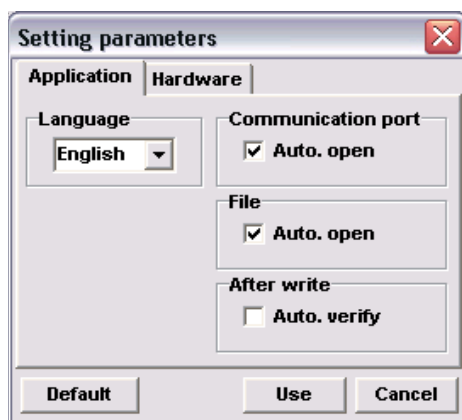 Setting parameters
Application Hardware
Language
English
Communication port
Auto. open
File
Auto. open
After write
Auto. verify
Default Use Cancel